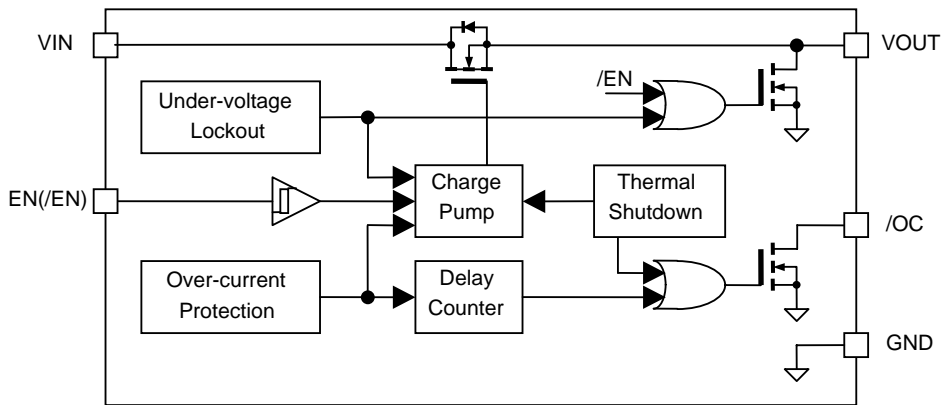 VIN
VOUT
/EN
Under-voltage
Lockout
EN(/EN)
Charge
Pump
Thermal
Shutdown
/OC
Over-current
Protection
Delay
Counter
GND